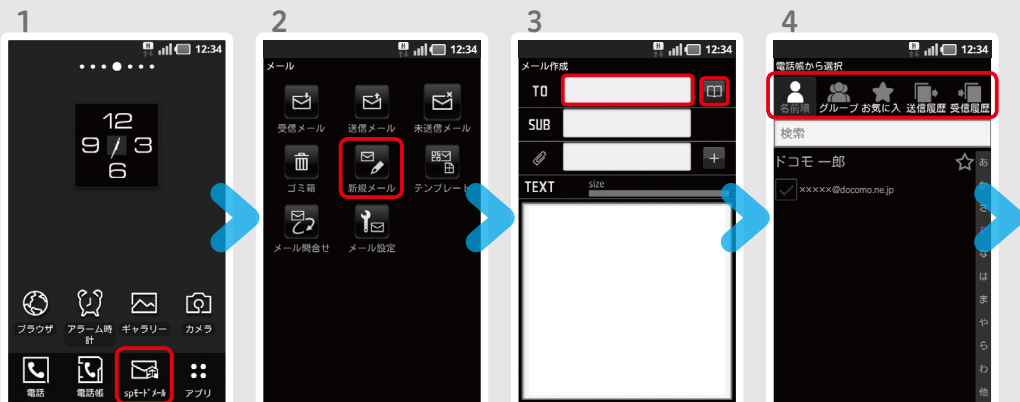 1
2
3
4
H 12:34
12
9 3
6
ブラウザ
アラーム時計
ギャラリー
カメラ
電話
電話帳
spモードメール
アプリ
H 12:34
メール
受信メール
送信メール
未送信メール
ゴミ箱
新規メール
テンプレート
メール問合せ
メール設定
H 12:34
メール作成
TO
SUB
+
TEXT size
H 12:34
電話帳から選択
名前順 グループ お気に入 送信履歴 受信履歴
検索
ドコモ 一郎 あ
×××××@docomo.ne.jp
か
さ
た
な
は
ま
や
ら
わ
他